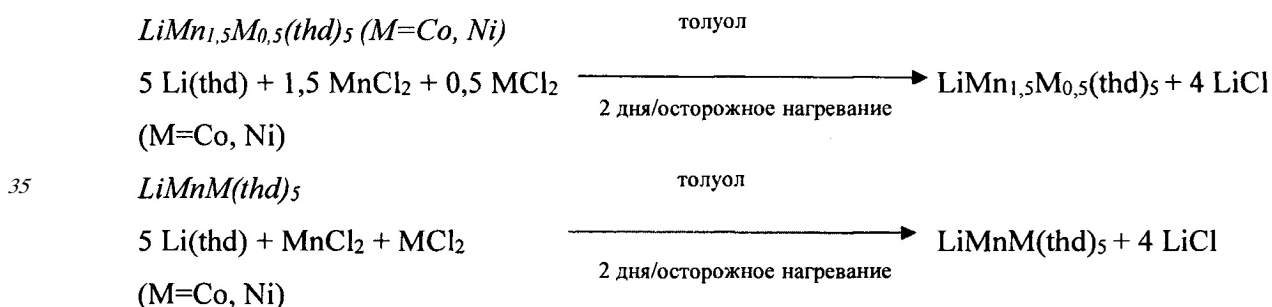 LiMn1,5M0,5(thd)5 (M=Co, Ni)
толуол
5 Li(thd) + 1,5 MnCl2 + 0,5 MCl2 → LiMn1,5M0,5(thd)5 + 4 LiCl
2 дня/осторожное нагревание
(M=Co, Ni)
35 LiMnM(thd)5
толуол
5 Li(thd) + MnCl2 + MCl2 → LiMnM(thd)5 + 4 LiCl
2 дня/осторожное нагревание
(M=Co, Ni)